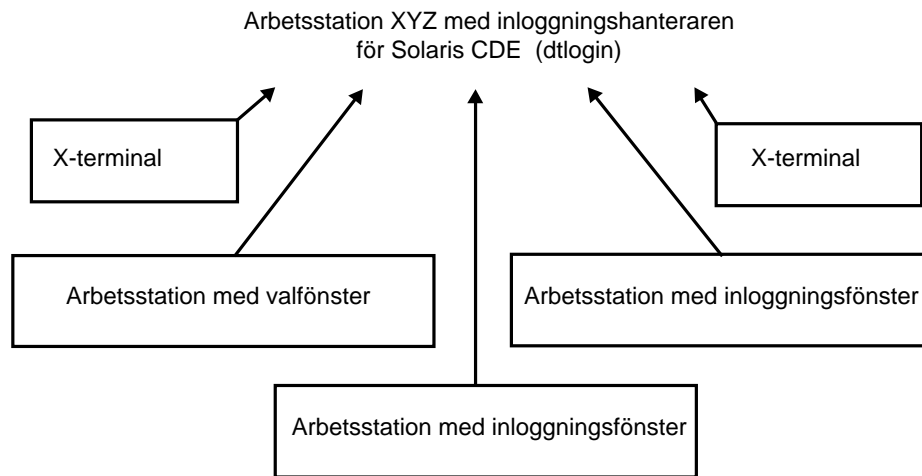 Arbetsstation XYZ med inloggningshanteraren
för Solaris CDE (dtlogin)
X-terminal
X-terminal
Arbetsstation med valfönster
Arbetsstation med inloggningsfönster
Arbetsstation med inloggningsfönster